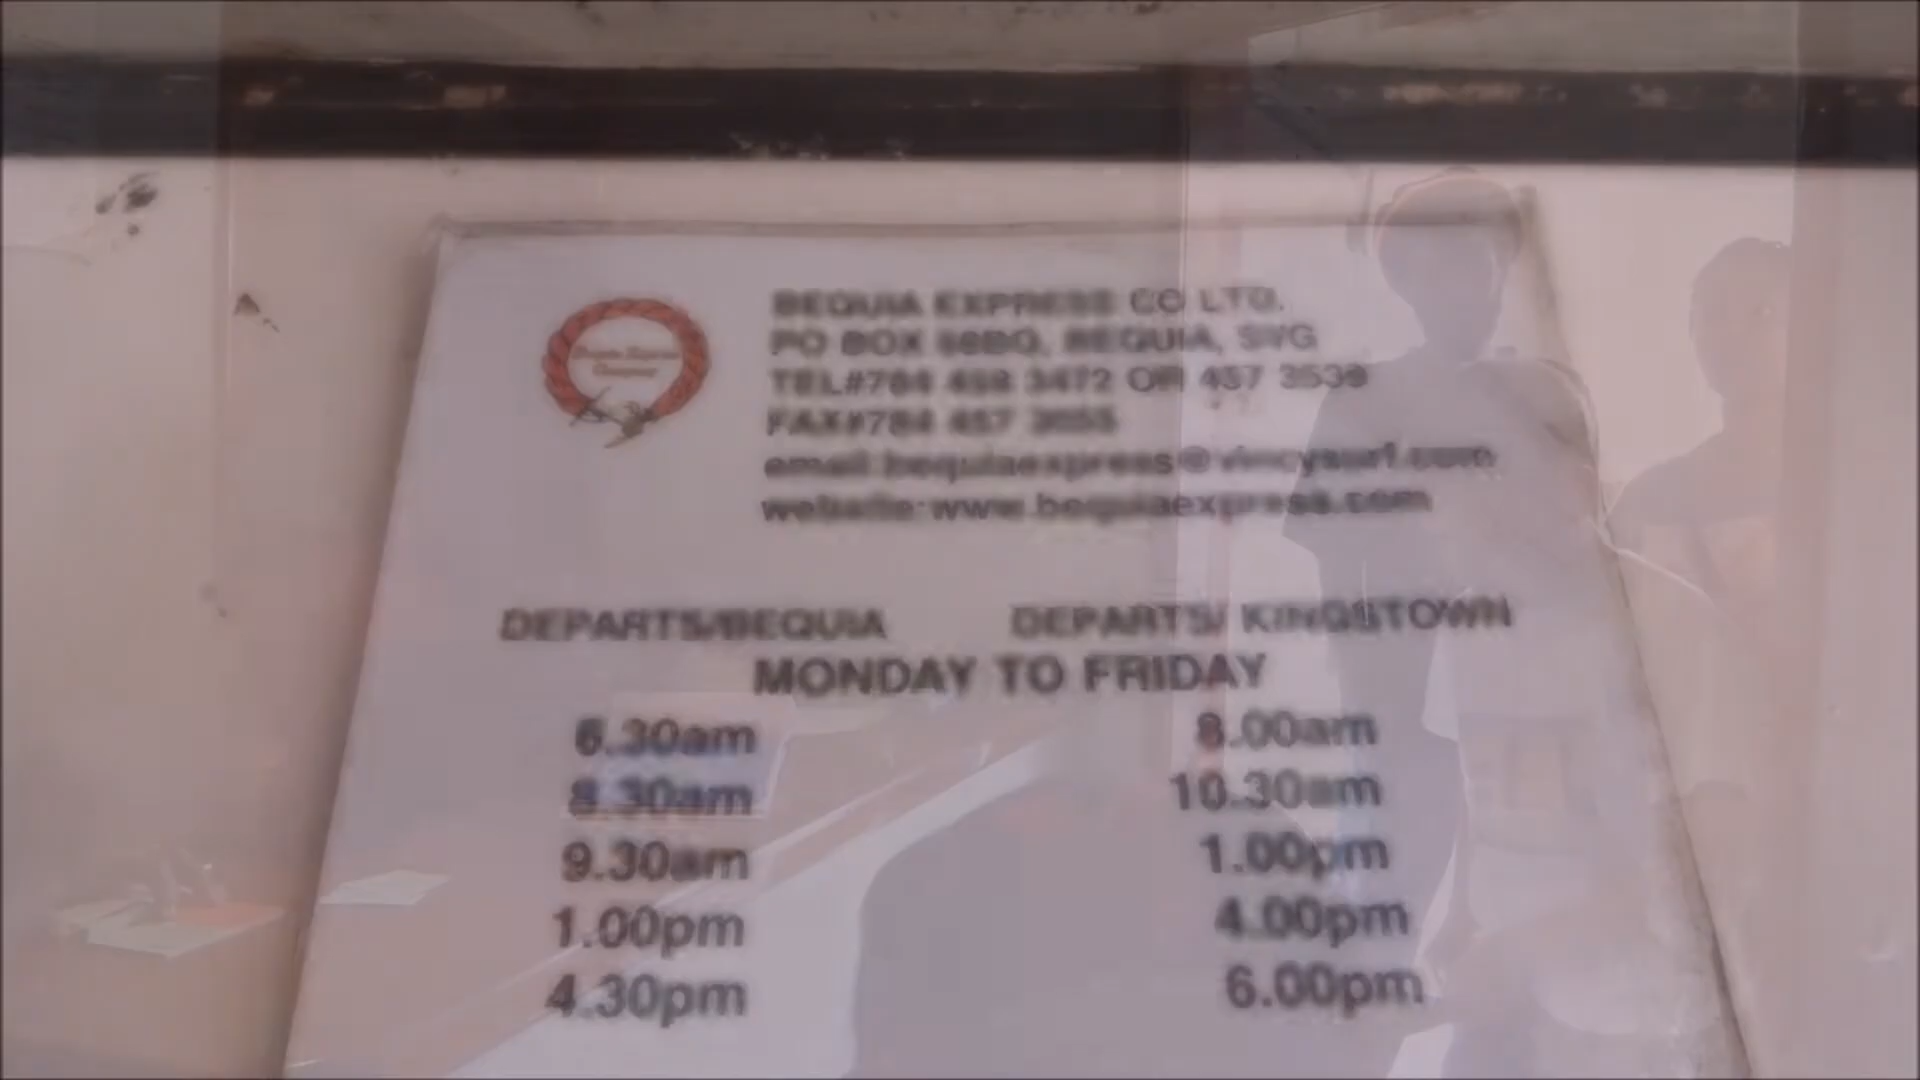 BEQUIA EXPRESS CO LTD.
PO BOX BEQUIA, SVG
TEL#784 458 3472 OR 457 3539
FAX#784 457
email:bequiaexpress@vincysurf.com
website:www.bequiaexpress.com
DEPARTS/BEQUIA DEPARTS/ KINGSTOWN
MONDAY TO FRIDAY
6.30am 8.00am
8.30am 10.30am
9.30am 1.00pm
1.00pm 4.00pm
4.30pm 6.00pm